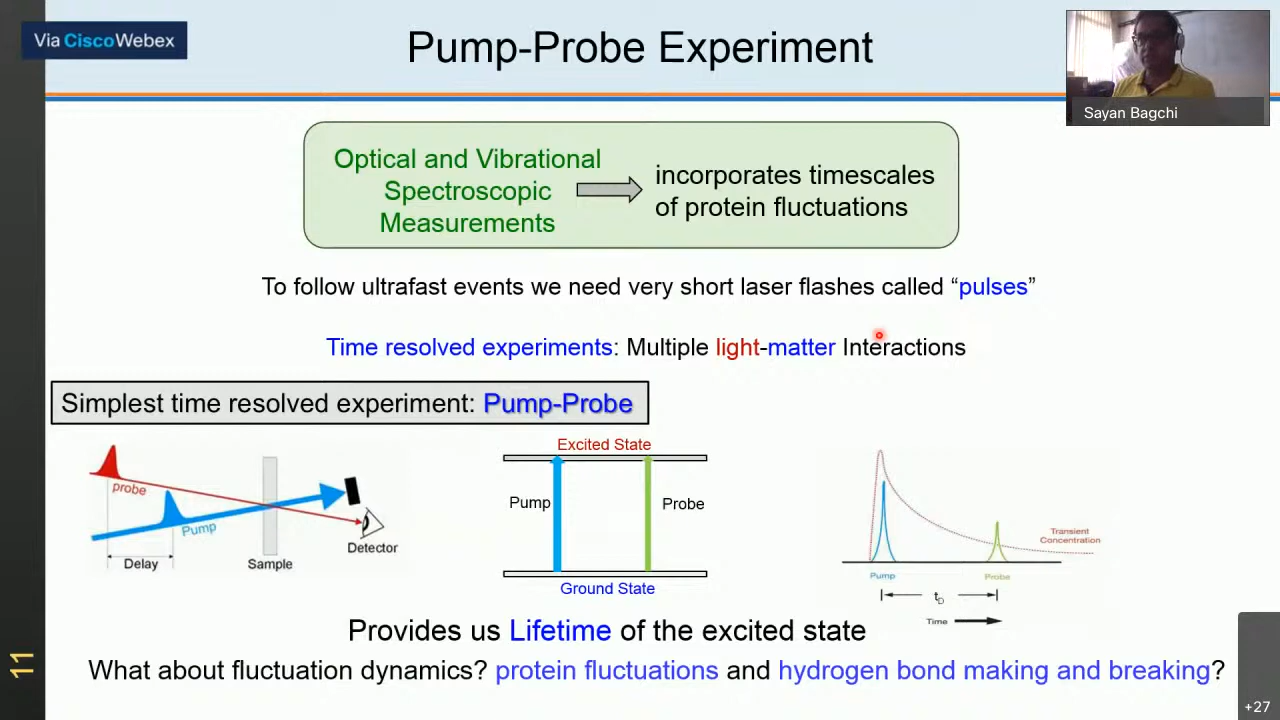 Via CiscoWebex
Pump-Probe Experiment
Sayan Bagchi
Optical and Vibrational
Spectroscopic
Measurements
incorporates timescales
of protein fluctuations
To follow ultrafast events we need very short laser flashes called “pulses”
Time resolved experiments: Multiple light-matter Interactions
Simplest time resolved experiment: Pump-Probe
probe
Pump
Delay
Sample
Detector
Excited State
Pump
Probe
Ground State
Transient
Concentration
Pump
Probe
tD
Time
Provides us Lifetime of the excited state
What about fluctuation dynamics? protein fluctuations and hydrogen bond making and breaking?
11
+27